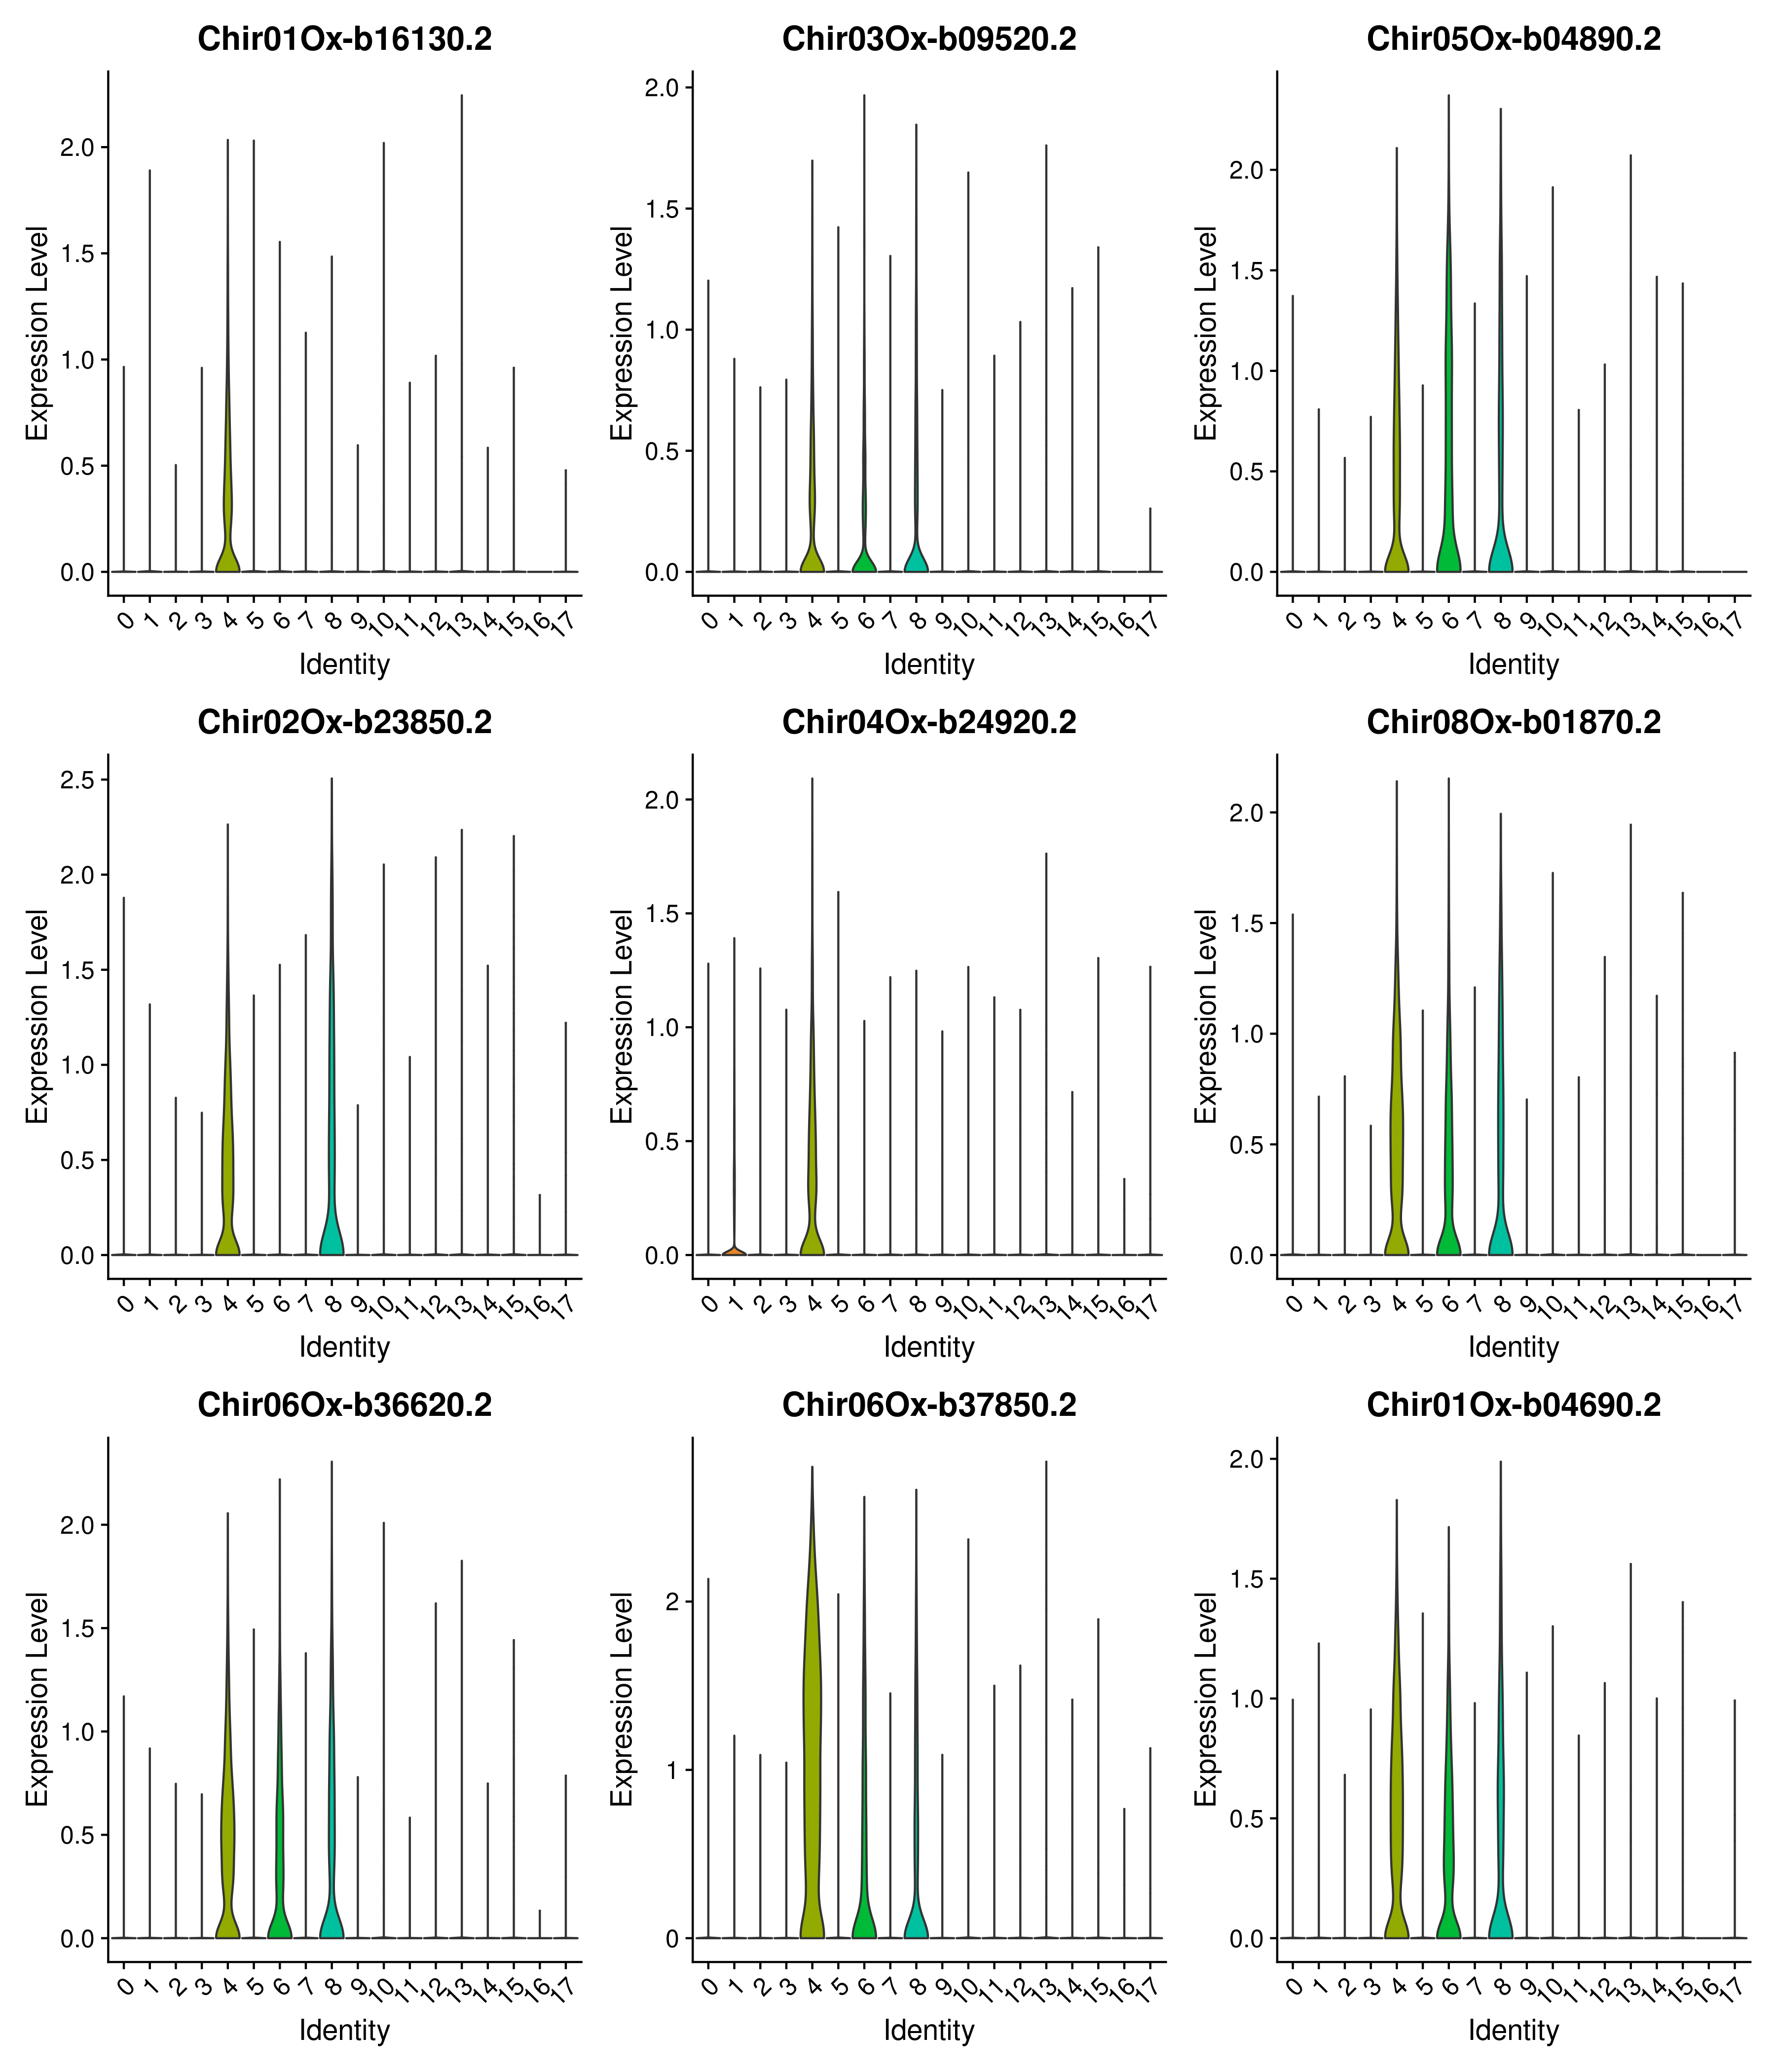 Chir01Ox-b16130.2
Expression Level
2.0
1.5
1.0
0.5
0.0
0 1 2 3 4 5 6 7 8 9 10 11 12 13 14 15 16 17
Identity
Chir03Ox-b09520.2
Expression Level
2.0
1.5
1.0
0.5
0.0
0 1 2 3 4 5 6 7 8 9 10 11 12 13 14 15 16 17
Identity
Chir05Ox-b04890.2
Expression Level
2.0
1.5
1.0
0.5
0.0
0 1 2 3 4 5 6 7 8 9 10 11 12 13 14 15 16 17
Identity
Chir02Ox-b23850.2
Expression Level
2.5
2.0
1.5
1.0
0.5
0.0
0 1 2 3 4 5 6 7 8 9 10 11 12 13 14 15 16 17
Identity
Chir04Ox-b24920.2
Expression Level
2.0
1.5
1.0
0.5
0.0
0 1 2 3 4 5 6 7 8 9 10 11 12 13 14 15 16 17
Identity
Chir08Ox-b01870.2
Expression Level
2.0
1.5
1.0
0.5
0.0
0 1 2 3 4 5 6 7 8 9 10 11 12 13 14 15 16 17
Identity
Chir06Ox-b36620.2
Expression Level
2.0
1.5
1.0
0.5
0.0
0 1 2 3 4 5 6 7 8 9 10 11 12 13 14 15 16 17
Identity
Chir06Ox-b37850.2
Expression Level
2
1
0
0 1 2 3 4 5 6 7 8 9 10 11 12 13 14 15 16 17
Identity
Chir01Ox-b04690.2
Expression Level
2.0
1.5
1.0
0.5
0.0
0 1 2 3 4 5 6 7 8 9 10 11 12 13 14 15 16 17
Identity